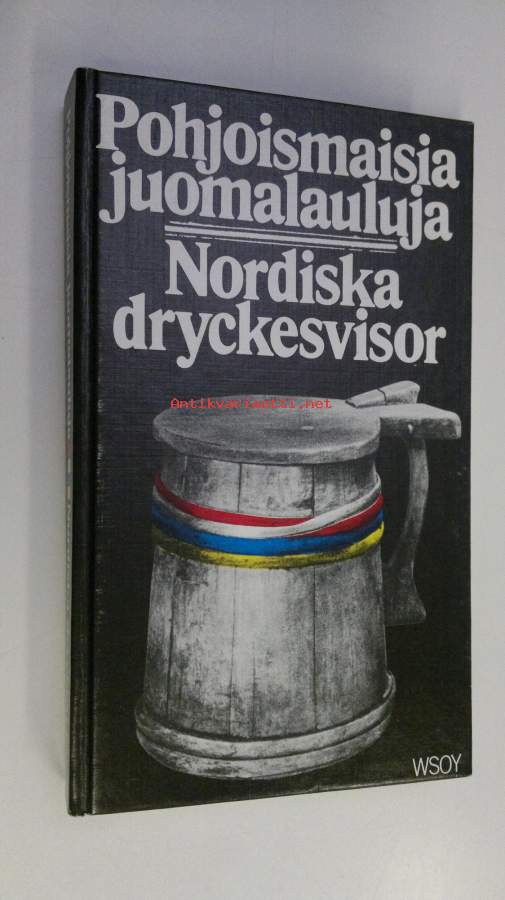 Pohjoismaisia
juomalauluja
Nordiska
dryckesvisor
Antikvariaatti.net
WSOY